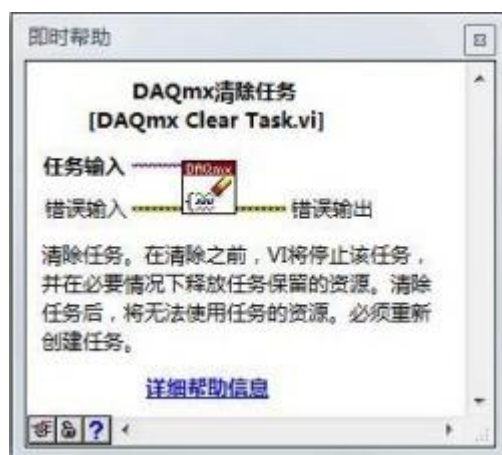 即时帮助
DAQmx清除任务
[DAQmx Clear Task.vi]
任务输入
DAQmx
错误输入
错误输出
清除任务。在清除之前，VI将停止该任务，
并在必要情况下释放任务保留的资源。清除
任务后，将无法使用任务的资源。必须重新
创建任务。
详细帮助信息
?